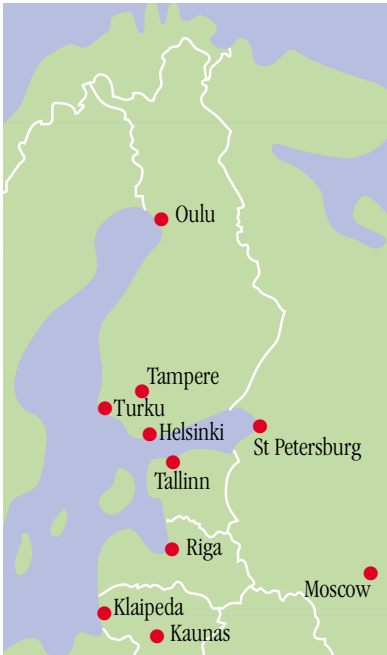 Oulu
Tampere
Turku
Helsinki
St Petersburg
Tallinn
Riga
Moscow
Klaipeda
Kaunas